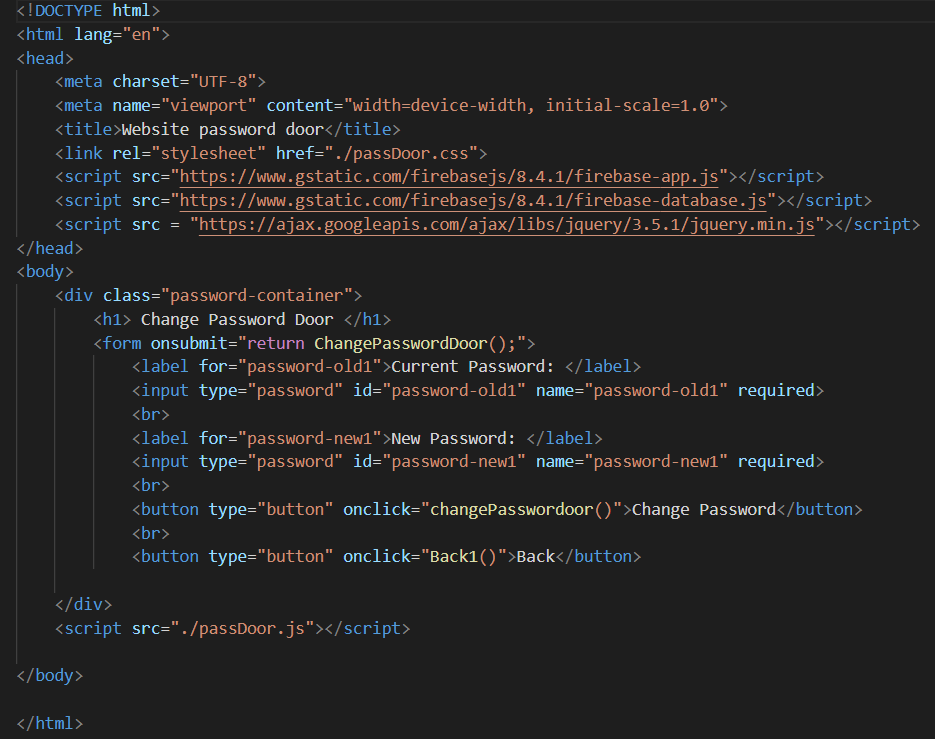 <!DOCTYPE html>
<html lang="en">
<head>
    <meta charset="UTF-8">
    <meta name="viewport" content="width=device-width, initial-scale=1.0">
    <title>Website password door</title>
    <link rel="stylesheet" href="./passDoor.css">
    <script src="https://www.gstatic.com/firebasejs/8.4.1/firebase-app.js"></script>
    <script src="https://www.gstatic.com/firebasejs/8.4.1/firebase-database.js"></script>
    <script src = "https://ajax.googleapis.com/ajax/libs/jquery/3.5.1/jquery.min.js"></script>
</head>
<body>
    <div class="password-container">
        <h1> Change Password Door </h1>
        <form onsubmit="return ChangePasswordDoor();">
            <label for="password-old1">Current Password: </label>
            <input type="password" id="password-old1" name="password-old1" required>
            <br>
            <label for="password-new1">New Password: </label>
            <input type="password" id="password-new1" name="password-new1" required>
            <br>
            <button type="button" onclick="changePasswordoor()">Change Password</button>
            <br>
            <button type="button" onclick="Back1()">Back</button>
    </div>
    <script src="./passDoor.js"></script>
</body>
</html>